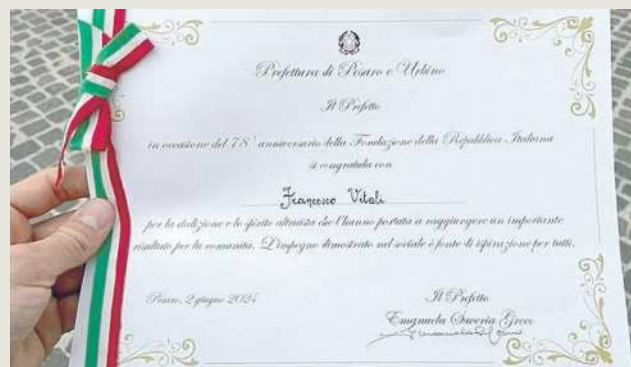 Prefettura di Pesaro e Urbino
Il Prefetto
in occasione del 78° anniversario della Fondazione della Repubblica Italiana
si congratula con
Francesco Vitali
per la dedizione e lo spirito altruista che l'hanno portata a raggiungere un importante
risultato per la comunità. L'impegno dimostrato nel sociale è fonte di ispirazione per tutti.
Pesaro, 2 giugno 2024
Il Prefetto
Emanuela Saveria Greco